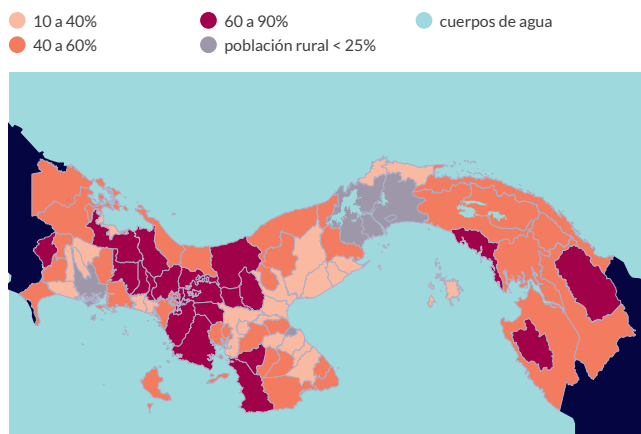 10 a 40%
60 a 90%
cuerpos de agua
40 a 60%
población rural < 25%